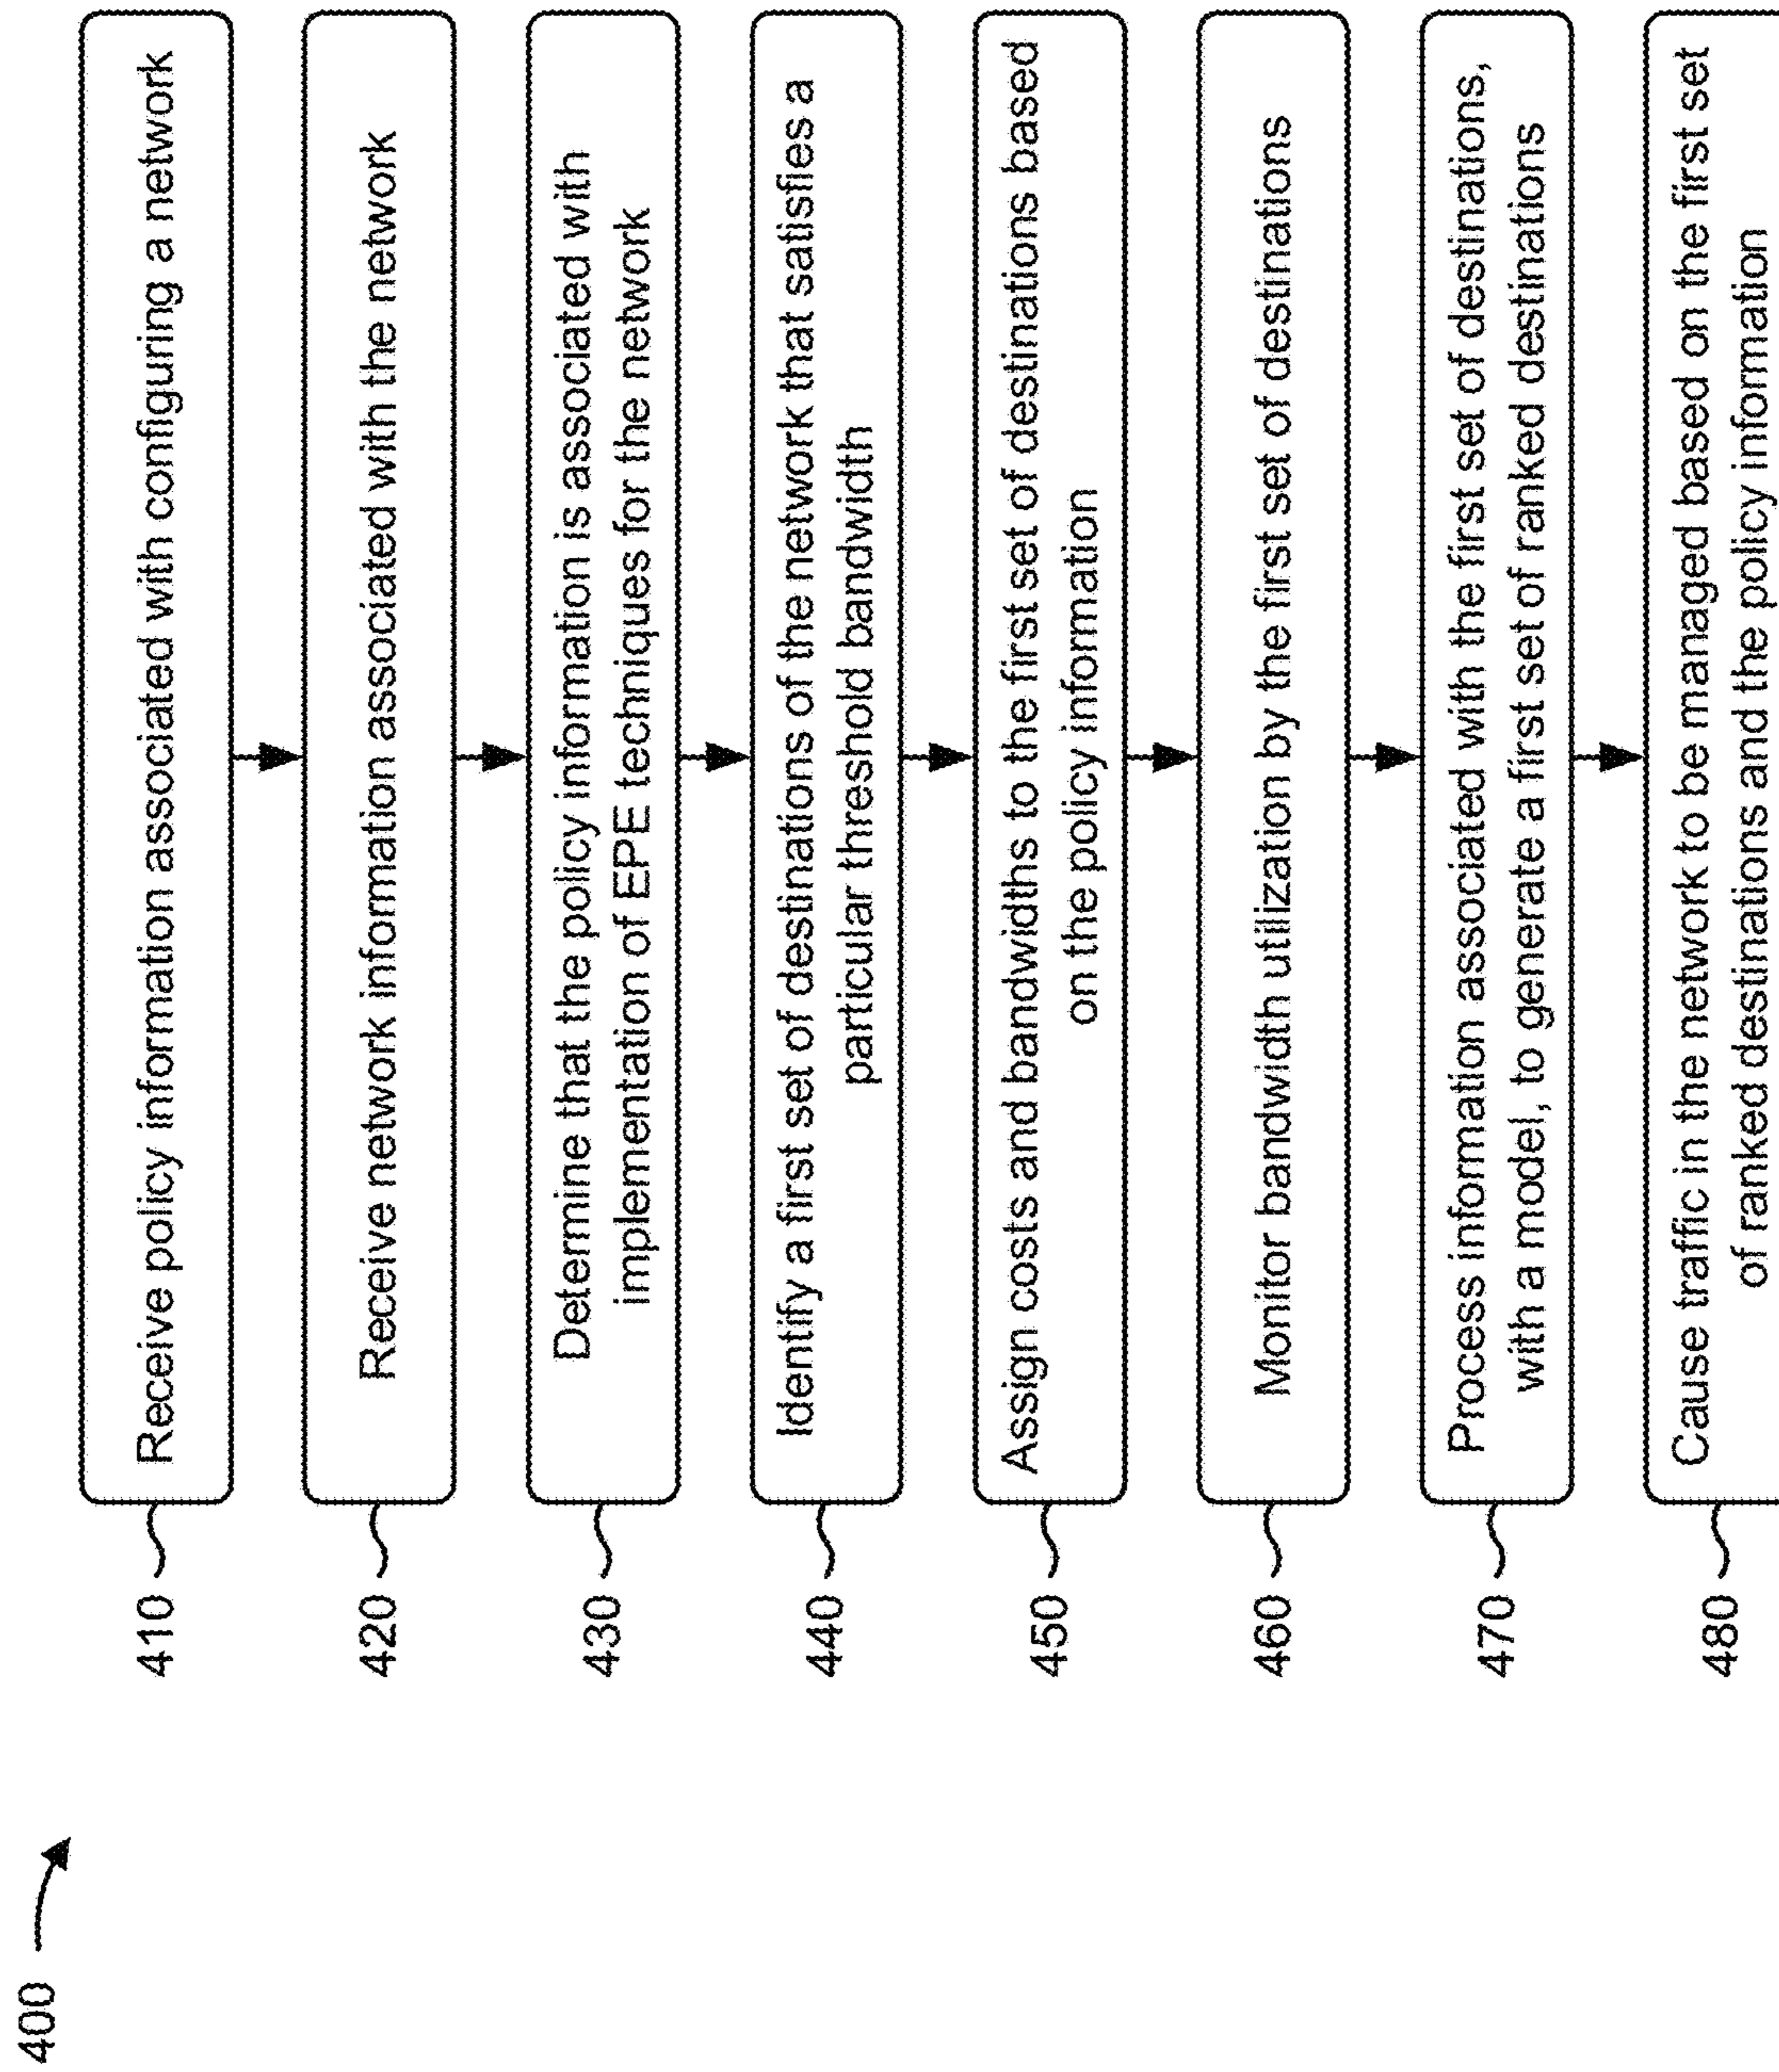 400
410
Receive policy information associated with configuring a network
420
Receive network information associated with the network
430
Determine that the policy information is associated with
implementation of EPE techniques for the network
440
Identify a first set of destinations of the network that satisfies a
particular threshold bandwidth
450
Assign costs and bandwidths to the first set of destinations based
on the policy information
460
Monitor bandwidth utilization by the first set of destinations
470
Process information associated with the first set of destinations,
with a model, to generate a first set of ranked destinations
480
Cause traffic in the network to be managed based on the first set
of ranked destinations and the policy information